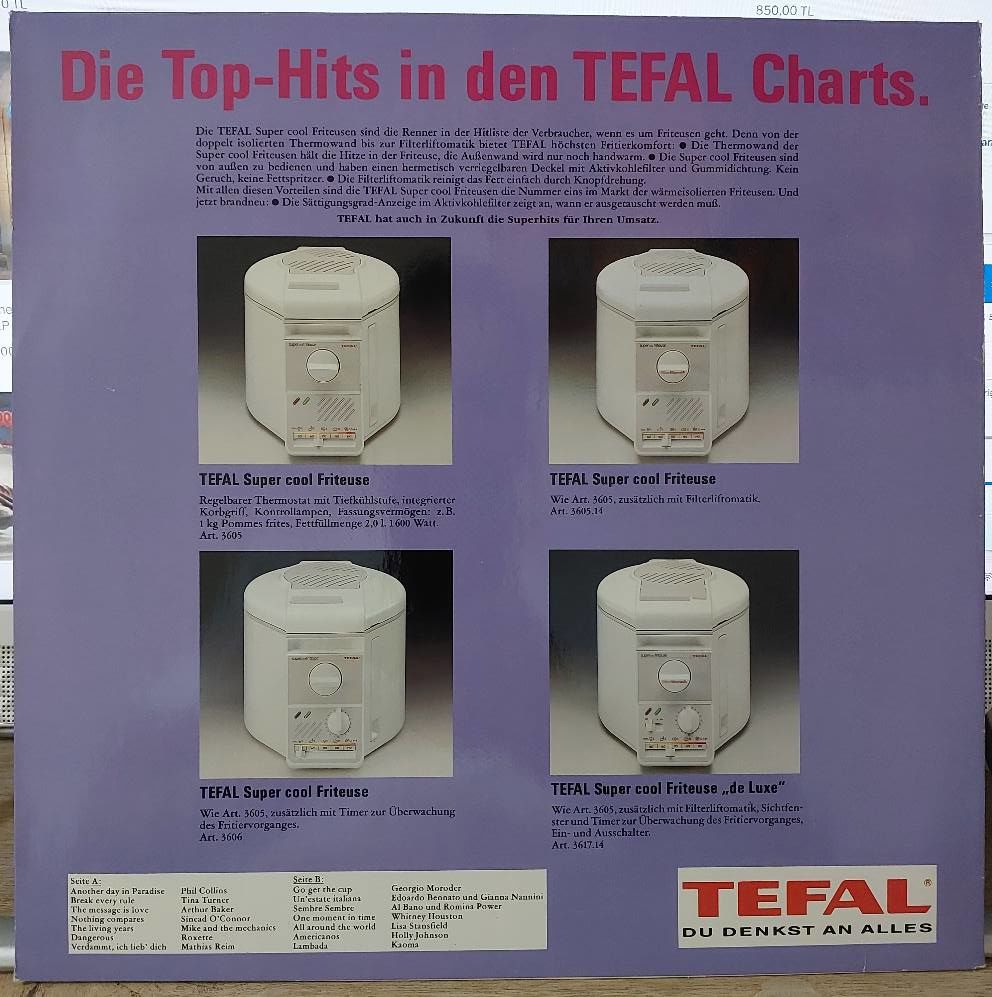 850,00 TL
Die Top-Hits in den TEFAL Charts.
Die TEFAL Super cool Friteusen sind die Renner in der Hitliste der Verbraucher, wenn es um Friteusen geht. Denn von der
doppelt isolierten Thermowand bis zur Filterliftomatik bietet TEFAL höchsten Fritierkomfort: ● Die Thermowand der
Super cool Friteusen hält die Hitze in der Friteuse, die Außenwand wird nur noch handwarm. ● Die Super cool Friteusen sind
von außen zu bedienen und haben einen hermetisch verriegelbaren Deckel mit Aktivkohlefilter und Gummidichtung. Kein
Geruch, keine Fettspritzer. ● Die Filterliftomatik reinigt das Fett einfach durch Knopfdrehung.
Mit allen diesen Vorteilen sind die TEFAL Super cool Friteusen die Nummer eins im Markt der wärmeisolierten Friteusen. Und
jetzt brandneu: ● Die Sättigungsgrad-Anzeige im Aktivkohlefilter zeigt an, wann er ausgetauscht werden muß.
TEFAL hat auch in Zukunft die Superhits für Ihren Umsatz.
TEFAL Super cool Friteuse
Regelbarer Thermostat mit Tiefkühlstufe, integrierter
Korbgriff, Kontrollampen, Fassungsvermögen: z.B.
1 kg Pommes frites, Fettfüllmenge 2,0 l. 1600 Watt.
Art. 3605
TEFAL Super cool Friteuse
Wie Art. 3605, zusätzlich mit Filterliftromatik.
Art. 3605.14
TEFAL Super cool Friteuse
Wie Art. 3605, zusätzlich mit Timer zur Überwachung
des Fritiervorganges.
Art. 3606
TEFAL Super cool Friteuse „de Luxe“
Wie Art. 3605, zusätzlich mit Filterliftomatik, Sichtfen-
ster und Timer zur Überwachung des Fritiervorganges,
Ein- und Ausschalter.
Art. 3617.14
Seite A:
Another day in Paradise Phil Collios
Break every rule Tina Turner
The message is love Arthur Baker
Nothing compares Sinead O'Connor
The living years Mike and the mechanics
Dangerous Roxette
Verdammt, ich lieb' dich Mathias Reim
Seite B:
Go get the cup Georgio Moroder
Un'estate italiana Edoardo Bennato und Gianna Nannini
Sembre Sembre Al Bano und Romina Power
One moment in time Whitney Houston
All around the world Lisa Stansfield
Americanos Holly Johnson
Lambada Kaoma
TEFAL®
DU DENKST AN ALLES